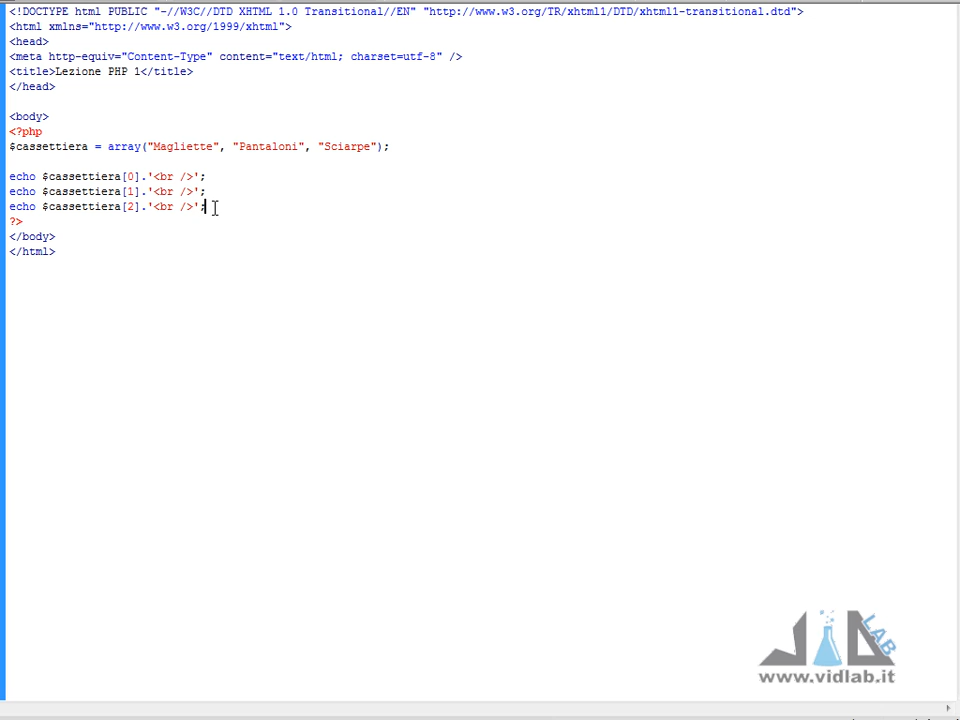 <!DOCTYPE html PUBLIC "-//W3C//DTD XHTML 1.0 Transitional//EN" "http://www.w3.org/TR/xhtml1/DTD/xhtml1-transitional.dtd">
<html xmlns="http://www.w3.org/1999/xhtml">
<head>
<meta http-equiv="Content-Type" content="text/html; charset=utf-8" />
<title>Lezione PHP 1</title>
</head>
<body>
<?php
$cassettiera = array("Magliette", "Pantaloni", "Sciarpe");
echo $cassettiera[0].'<br />';
echo $cassettiera[1].'<br />';
echo $cassettiera[2].'<br />';
?>
</body>
</html>
LAB
www.vidlab.it